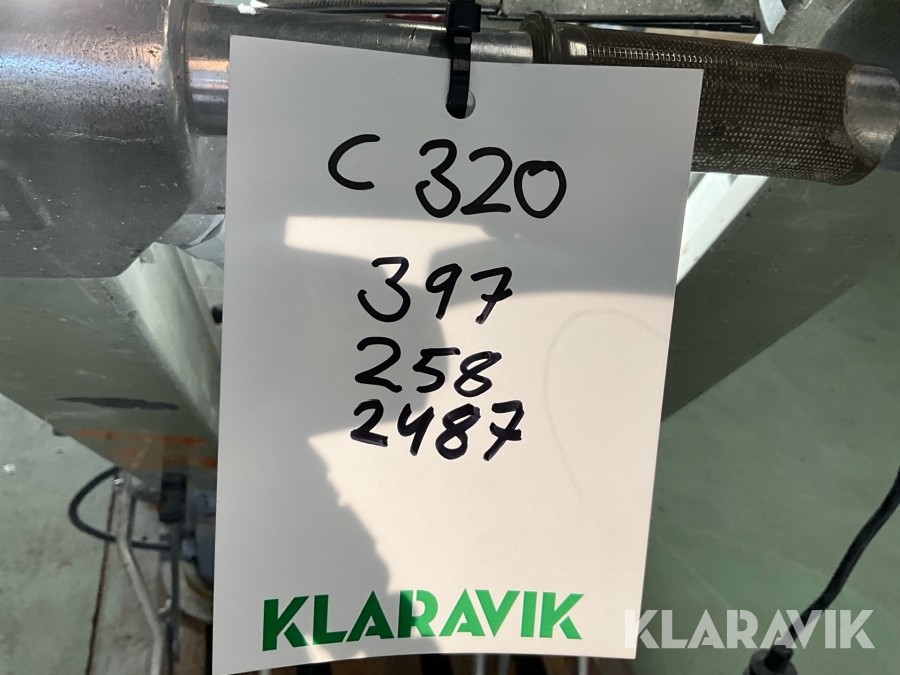 C 320
397
258
2487
KLARAVIK
KLARAVIK